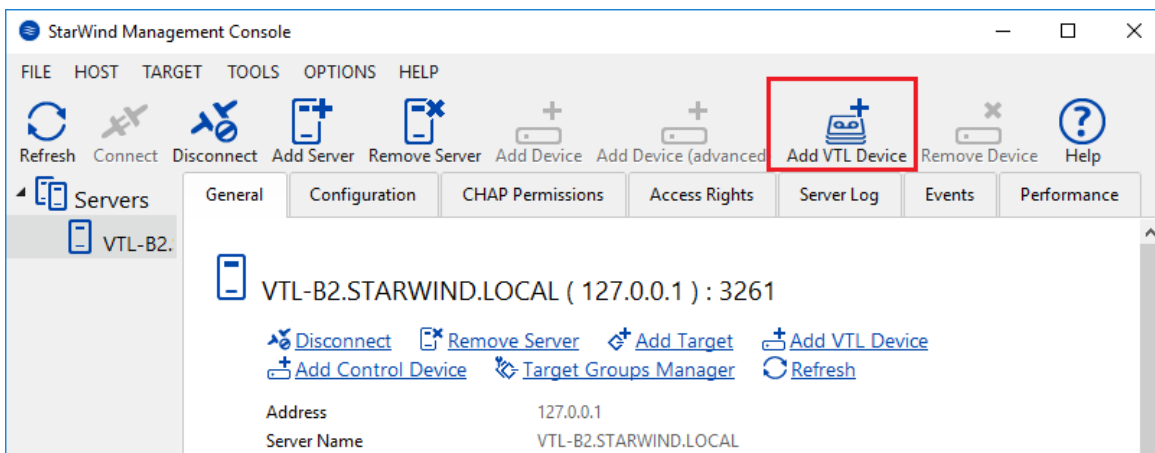 StarWind Management Console
FILE HOST TARGET TOOLS OPTIONS HELP
Refresh Connect Disconnect Add Server Remove Server Add Device Add Device (advanced Add VTL Device Remove Device Help
Servers General Configuration CHAP Permissions Access Rights Server Log Events Performance
VTL-B2.
VTL-B2.STARWIND.LOCAL ( 127.0.0.1 ) : 3261
Disconnect Remove Server Add Target Add VTL Device
Add Control Device Target Groups Manager Refresh
Address 127.0.0.1
Server Name VTL-B2.STARWIND.LOCAL